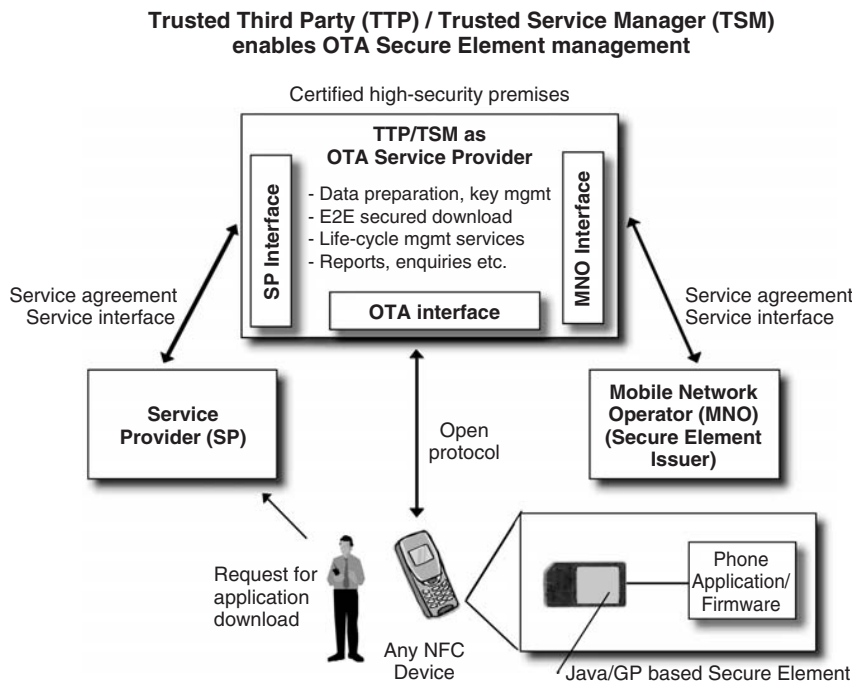 Trusted Third Party (TTP) / Trusted Service Manager (TSM)
enables OTA Secure Element management
Certified high-security premises
TTP/TSM as
OTA Service Provider
- Data preparation, key mgmt
- E2E secured download
- Life-cycle mgmt services
- Reports, enquiries etc.
SP Interface
MNO Interface
OTA interface
Service agreement
Service interface
Service agreement
Service interface
Service
Provider (SP)
Open
protocol
Mobile Network
Operator (MNO)
(Secure Element
Issuer)
Request for
application
download
Any NFC
Device
Phone
Application/
Firmware
Java/GP based Secure Element